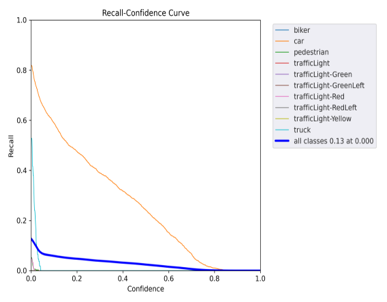 Recall-Confidence Curve
1.0
0.8
0.6
0.4
0.2
0.0
Recall
0.0 0.2 0.4 0.6 0.8 1.0
Confidence
biker
car
pedestrian
trafficLight
trafficLight-Green
trafficLight-GreenLeft
trafficLight-Red
trafficLight-RedLeft
trafficLight-Yellow
truck
all classes 0.13 at 0.000